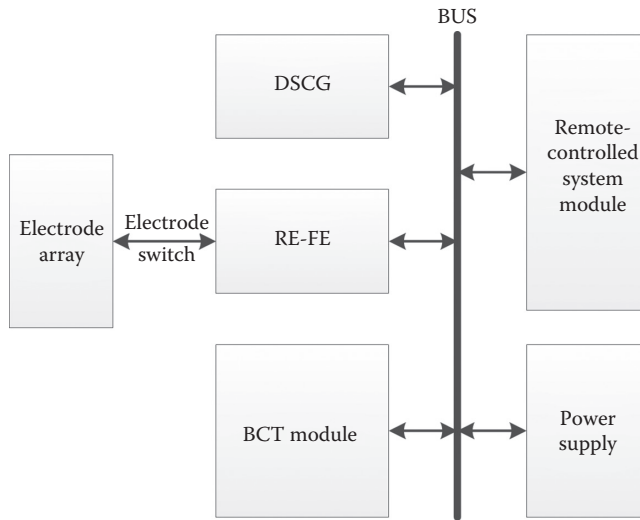 BUS
DSCG
Remote-
controlled
system
module
Electrode
array
Electrode
switch
RE-FE
BCT module
Power
supply